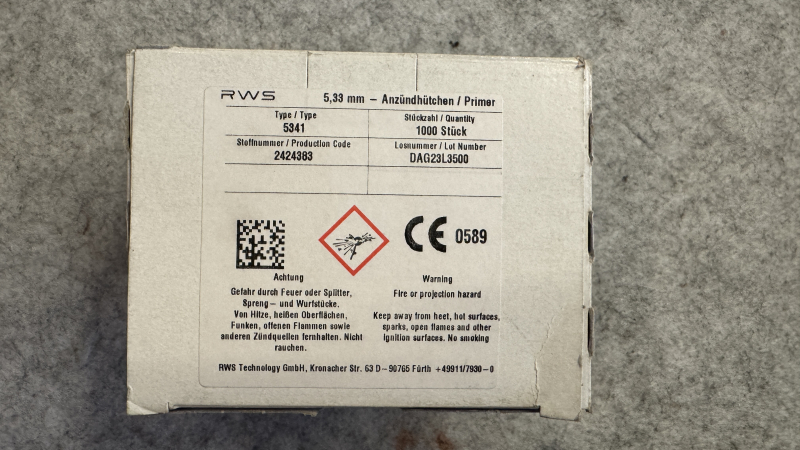 RWS
5,33 mm – Anzündhütchen / Primer
Type / Type
5341
Stückzahl / Quantity
1000 Stück
Stoffnummer / Production Code
2424383
Losnummer / Lot Number
DAG23L3500
CE 0589
Achtung
Gefahr durch Feuer oder Splitter,
Spreng– und Wurfstücke.
Von Hitze, heißen Oberflächen,
Funken, offenen Flammen sowie
anderen Zündquellen fernhalten. Nicht
rauchen.
Warning
Fire or projection hazard
Keep away from heet, hot surfaces,
sparks, open flames and other
ignition surfaces. No smoking
RWS Technology GmbH, Kronacher Str. 63 D–90765 Fürth +49911/7930–0